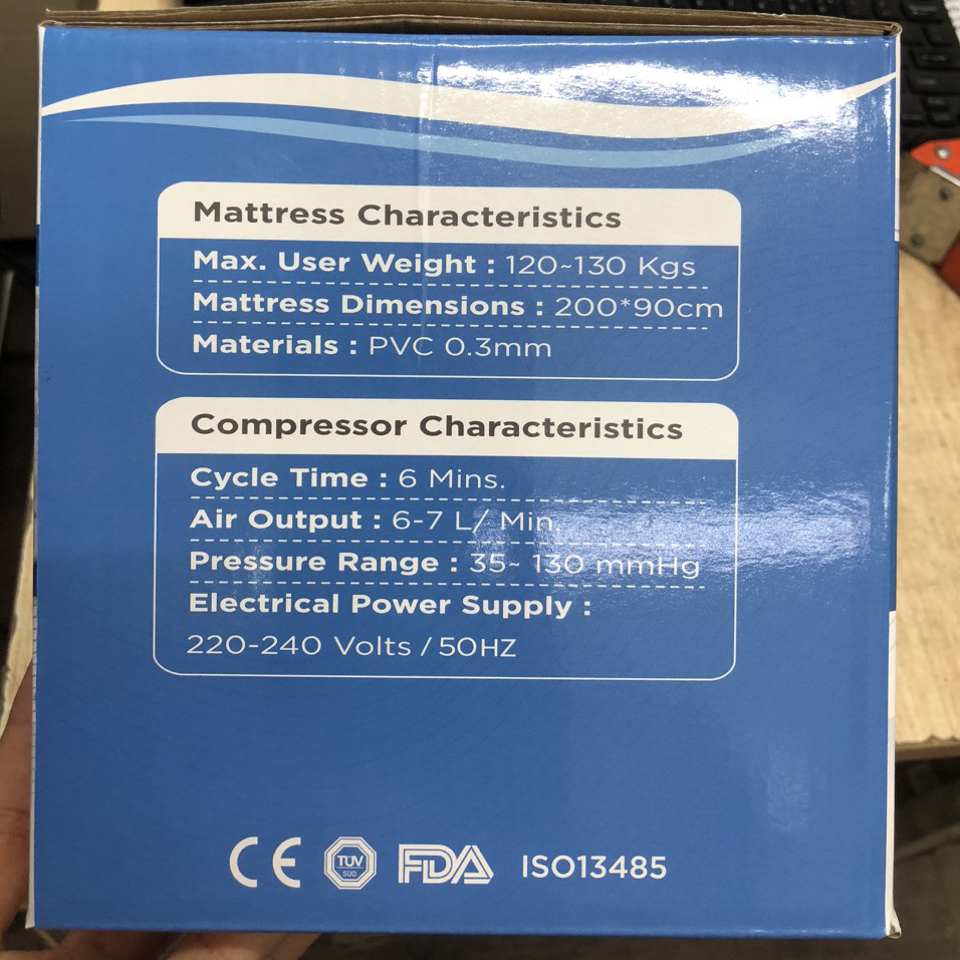 Mattress Characteristics
Max. User Weight : 120~130 Kgs
Mattress Dimensions : 200*90cm
Materials : PVC 0.3mm
Compressor Characteristics
Cycle Time : 6 Mins.
Air Output : 6-7 L/ Min.
Pressure Range : 35~ 130 mmHg
Electrical Power Supply :
220-240 Volts / 50HZ
CE TUV SUD FDA ISO13485